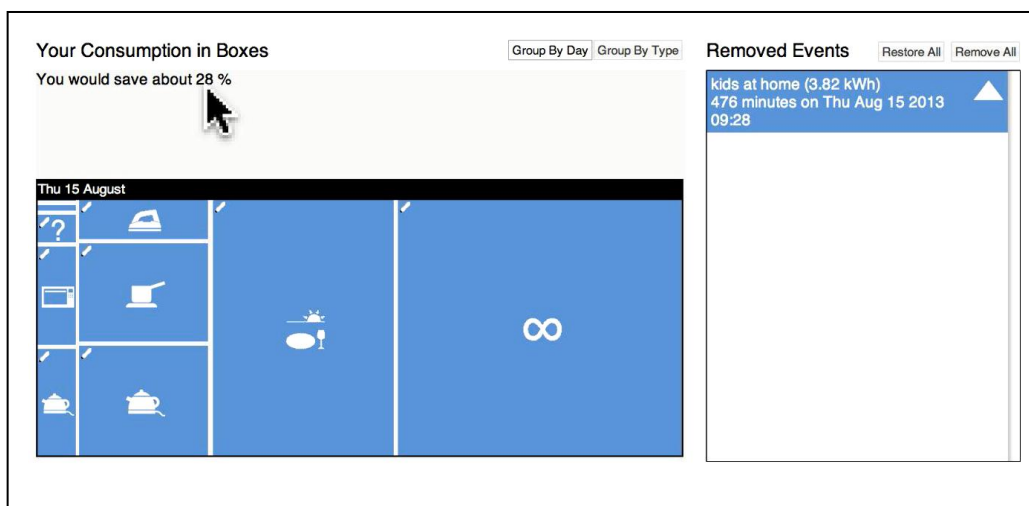 Your Consumption in Boxes
Group By Day
Group By Type
You would save about 28 %
Thu 15 August
?
∞
Removed Events
Restore All
Remove All
kids at home (3.82 kWh)
476 minutes on Thu Aug 15 2013
09:28